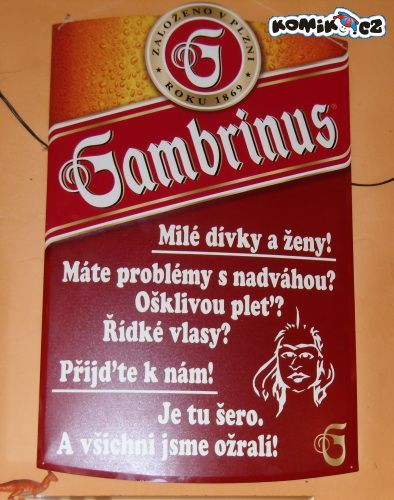 KOMIK.CZ
ZALOŽENO V PLZNI
G
ROKU 1869
Gambrinus
Milé dívky a ženy!
Máte problémy s nadváhou?
Ošklivou pleť?
Řídké vlasy?
Přijďte k nám!
Je tu šero.
A všichni jsme ožralí!
G